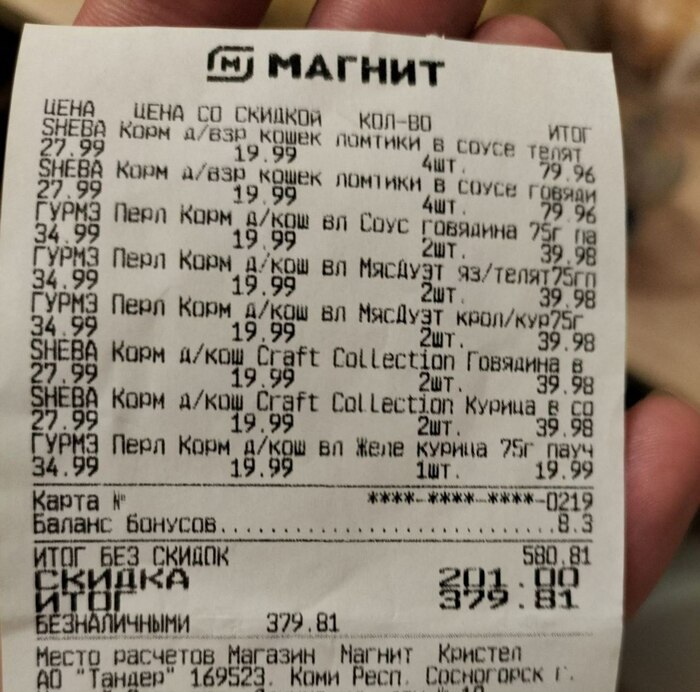 МАГНИТ
ЦЕНА ЦЕНА СО СКИДКОЙ КОЛ-ВО ИТОГ
SHEBA Корм д/взр кошек ломтики в соусе телят
27.99 19.99 4шт. 79.96
SHEBA Корм д/взр кошек ломтики в соусе говяди
27.99 19.99 4шт. 79.96
ГУРМЭ Перл Корм д/кош вл Соус говядина 75г па
34.99 19.99 2шт. 39.98
ГУРМЭ Перл Корм д/кош вл МясДуэт яз/телят75гп
34.99 19.99 2шт. 39.98
ГУРМЭ Перл Корм д/кош вл МясДуэт крол/кур75г
34.99 19.99 2шт. 39.98
SHEBA Корм д/кош Craft Collection Говядина в
27.99 19.99 2шт. 39.98
SHEBA Корм д/кош Craft Collection Курица в со
27.99 19.99 2шт. 39.98
ГУРМЭ Перл Корм д/кош вл Желе курица 75г пауч
34.99 19.99 1шт. 19.99
Карта № ****-****-****-0219
Баланс бонусов..............................8.3
ИТОГ БЕЗ СКИДОК 580.81
СКИДКА 201.00
ИТОГ 379.81
БЕЗНАЛИЧНЫМИ 379.81
Место расчетов Магазин Магнит Кристел
АО "Тандер" 169523. Коми Респ. Сосногорск г.